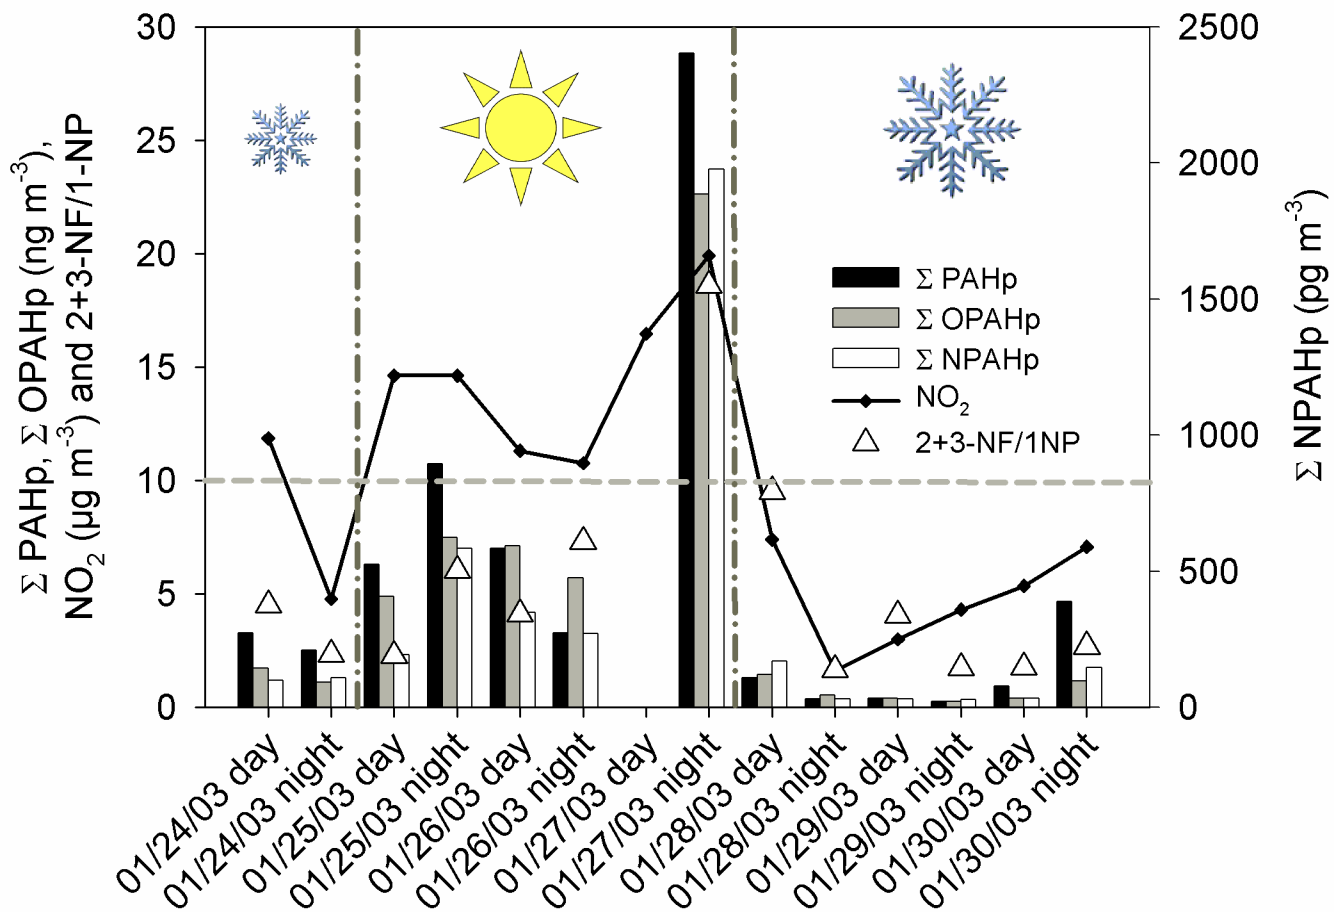 Σ PAHp, Σ OPAHp (ng m⁻³),
NO₂ (µg m⁻³) and 2+3-NF/1-NP
30
25
20
15
10
5
0
2500
2000
1500
1000
500
0
Σ NPAHp (pg m⁻³)
Σ PAHp
Σ OPAHp
Σ NPAHp
NO₂
2+3-NF/1NP
01/24/03 day
01/24/03 night
01/25/03 day
01/25/03 night
01/26/03 day
01/26/03 night
01/27/03 day
01/27/03 night
01/28/03 day
01/28/03 night
01/29/03 day
01/29/03 night
01/30/03 day
01/30/03 night